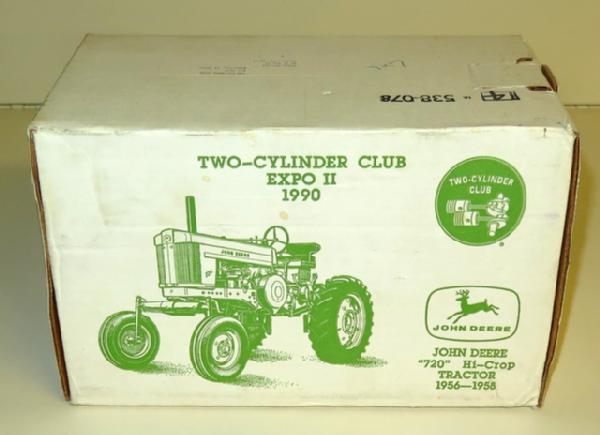 538-078
TWO-CYLINDER CLUB
EXPO II
1990
TWO-CYLINDER
CLUB
®
JOHN DEERE
JOHN DEERE
JOHN DEERE
"720" Hi-Crop
TRACTOR
1956—1958